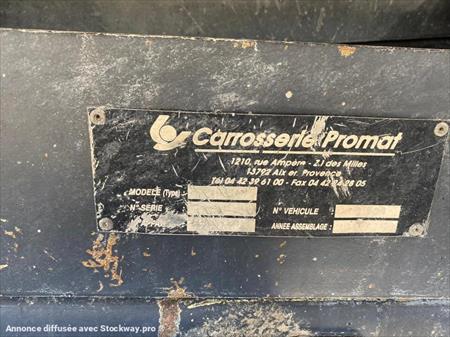 Carrosserie Promat
1210, rue Ampère - Z.I des Milles
13792 Aix en Provence
Tél 04 42 39 61 00 - Fax 04 42 24 28 05
MODELE (Type)
N° SERIE
N° VEHICULE :
ANNEE ASSEMBLAGE :
Annonce diffusée avec Stockway.pro